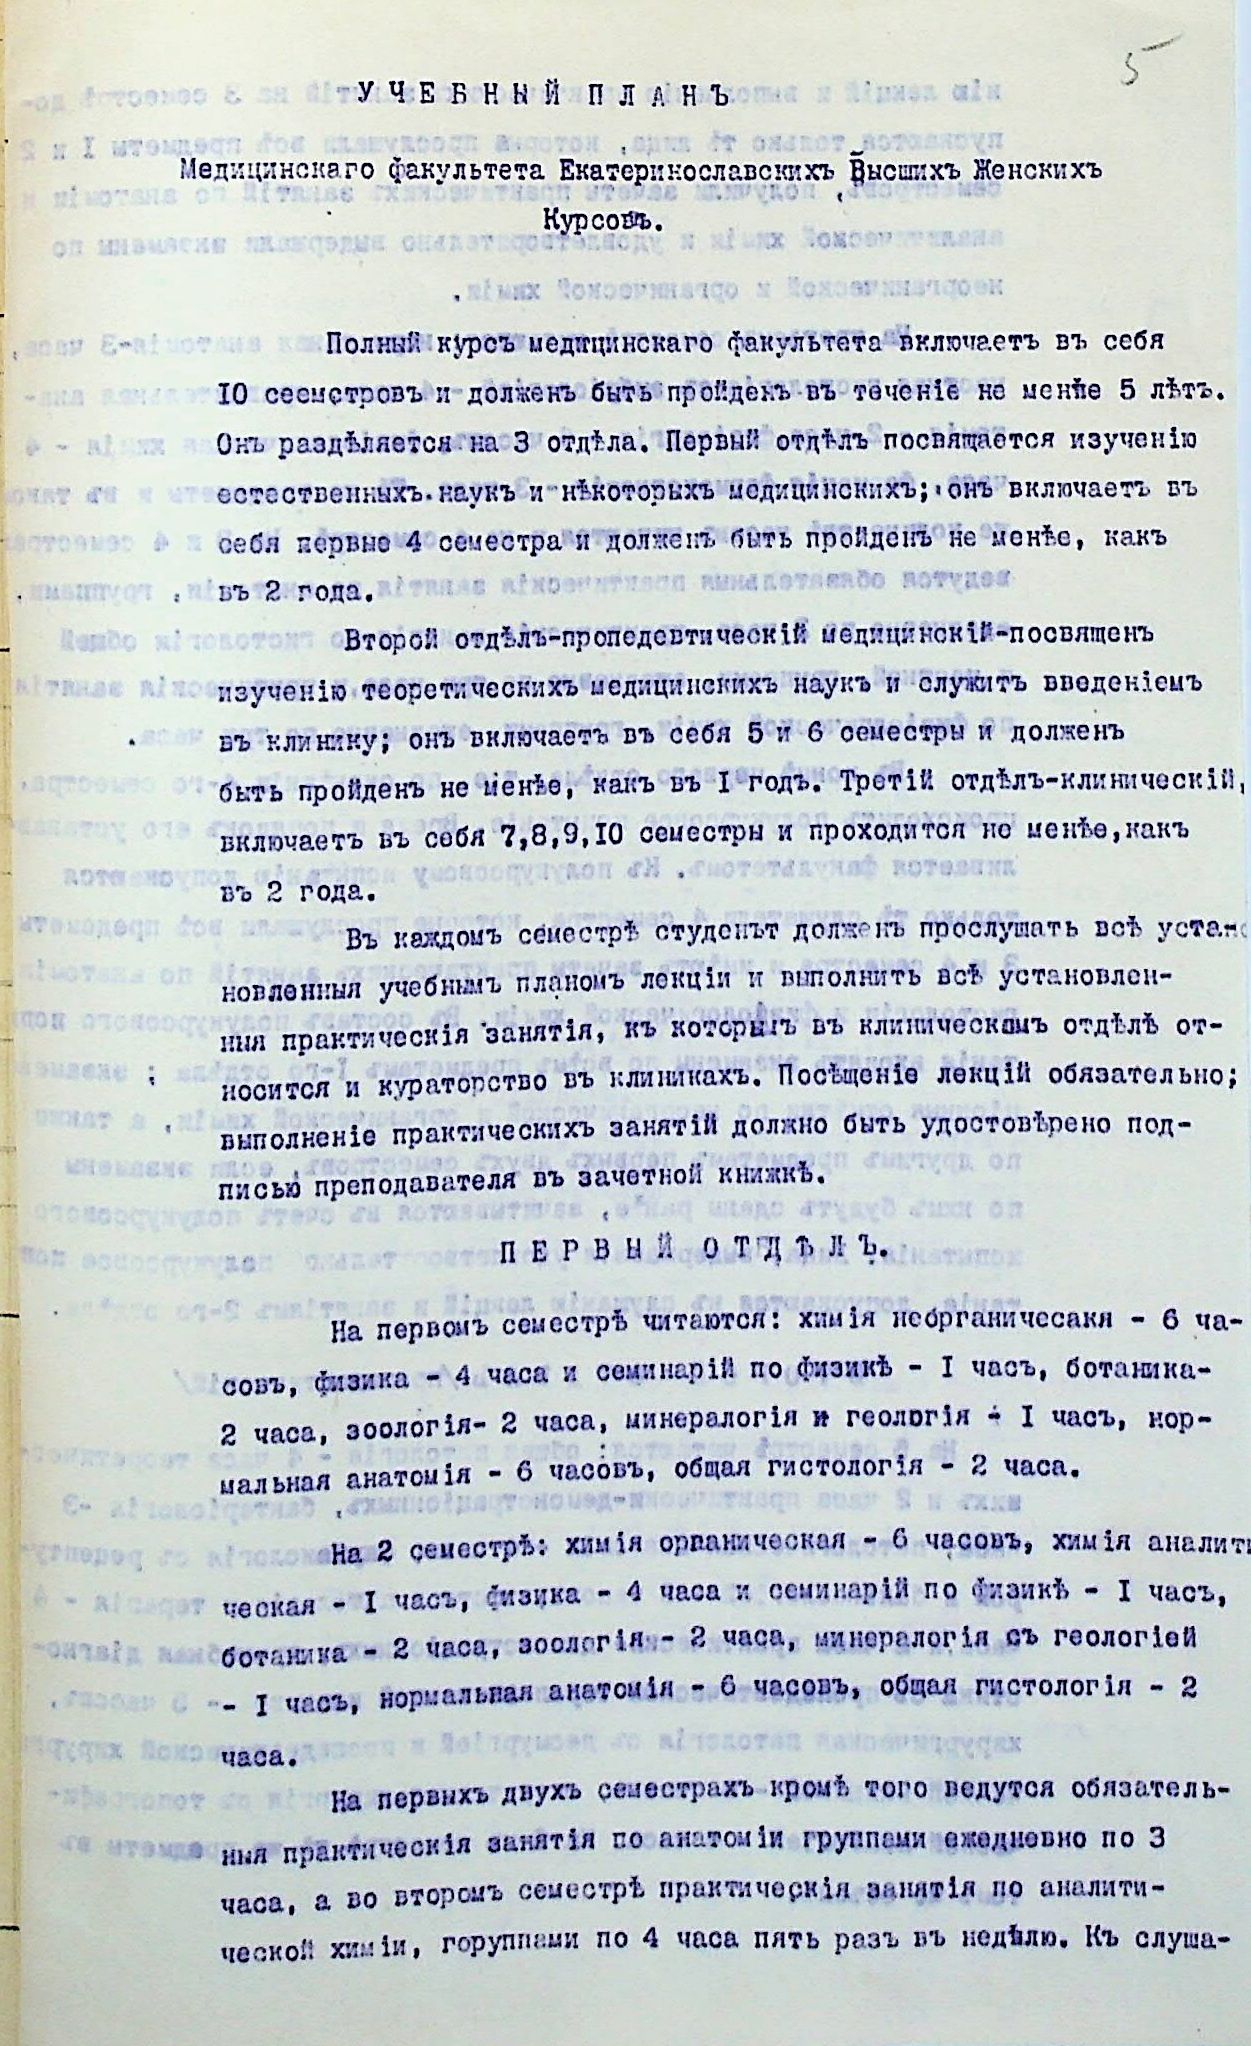 5
УЧЕБНЫЙ ПЛАНЪ
Медицинскаго факультета Екатеринославскихъ Высшихъ Женскихъ
Курсовъ.
Полный курсъ медицинскаго факультета включаетъ въ себя
10 сеемстровъ и долженъ быть пройденъ въ теченіе не менѣе 5 лѣтъ.
Онъ раздѣляется на 3 отдѣла. Первый отдѣлъ посвящается изученію
естественныхъ наукъ и нѣкоторыхъ медицинскихъ; онъ включаетъ въ
себя первые 4 семестра и долженъ быть пройденъ не менѣе, какъ
въ 2 года.
Второй отдѣлъ-пропедевтическій медицинскій-посвященъ
изученію теоретическихъ медицинскихъ наукъ и служитъ введеніемъ
въ клинику; онъ включаетъ въ себя 5 и 6 семестры и долженъ
быть пройденъ не менѣе, какъ въ I годъ. Третій отдѣлъ-клиническій,
включаетъ въ себя 7,8,9,10 семестры и проходится не менѣе,какъ
въ 2 года.
Въ каждомъ семестрѣ студенът долженъ прослушать всѣ устано
новленныя учебнымъ планомъ лекціи и выполнить всѣ установлен-
ныя практическія занятія, къ которымъ въ клиническомъ отдѣлѣ от-
носится и кураторство въ клиникахъ. Посѣщеніе лекцій обязательно;
выполненіе практическихъ занятій должно быть удостовѣрено под-
писью преподавателя въ зачетной книжкѣ.
ПЕРВЫЙ ОТДѢЛЪ.
На первомъ семестрѣ читаются: химія неорганичесакя - 6 ча-
совъ, физика - 4 часа и семинарій по физикѣ - I часъ, ботаника-
2 часа, зоологія- 2 часа, минералогія и геологія - I часъ, нор-
мальная анатомія - 6 часовъ, общая гистологія - 2 часа.
На 2 семестрѣ: химія органическая - 6 часовъ, химія аналити
ческая - I часъ, физика - 4 часа и семинарій по физикѣ - I часъ,
ботаника - 2 часа, зоологія - 2 часа, минералогія съ геологіей
- I часъ, нормальная анатомія - 6 часовъ, общая гистологія - 2
часа.
На первыхъ двухъ семестрахъ кромѣ того ведутся обязатель-
ныя практическія занятія по анатоміи группами ежедневно по 3
часа, а во второмъ семестрѣ практическія занятія по аналити-
ческой химіи, горуппами по 4 часа пять разъ въ недѣлю. Къ слуша-